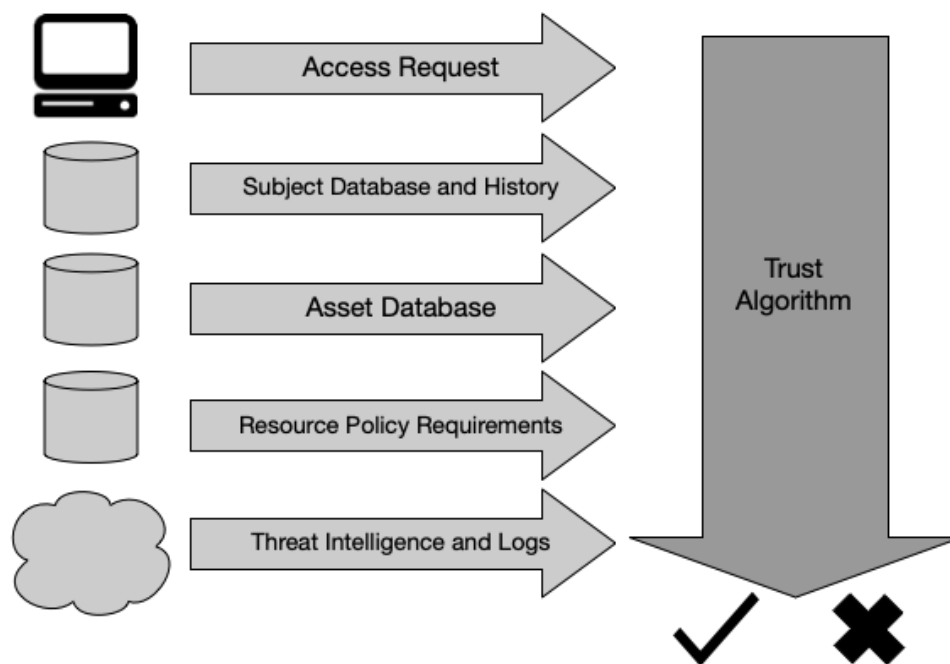 Access Request
Subject Database and History
Asset Database
Resource Policy Requirements
Threat Intelligence and Logs
Trust
Algorithm